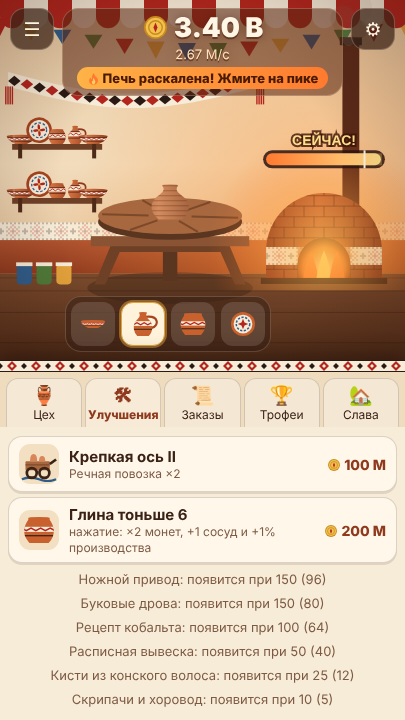 3.40 B
2.67 M/с
Печь раскалена! Жмите на пике
СЕЙЧАС!
Цех
Улучшения
Заказы
Трофеи
Слава
Крепкая ось II
Речная повозка ×2
100 M
Глина тоньше 6
нажатие: ×2 монет, +1 сосуд и +1%
производства
200 M
Ножной привод: появится при 150 (96)
Буковые дрова: появится при 150 (80)
Рецепт кобальта: появится при 100 (64)
Расписная вывеска: появится при 50 (40)
Кисти из конского волоса: появится при 25 (12)
Скрипачи и хоровод: появится при 10 (5)